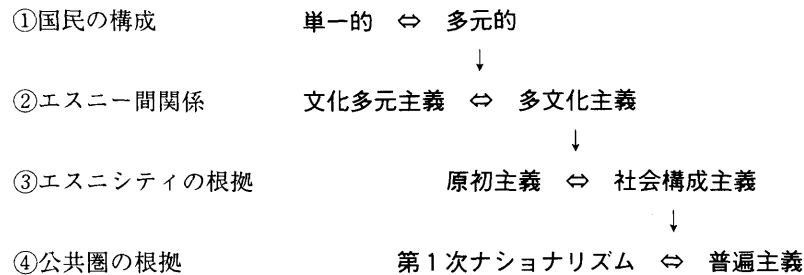 ①国民の構成 単一的 ⇔ 多元的
↓
②エスニー間関係 文化多元主義 ⇔ 多文化主義
↓
③エスニシティの根拠 原初主義 ⇔ 社会構成主義
↓
④公共圏の根拠 第1次ナショナリズム ⇔ 普遍主義